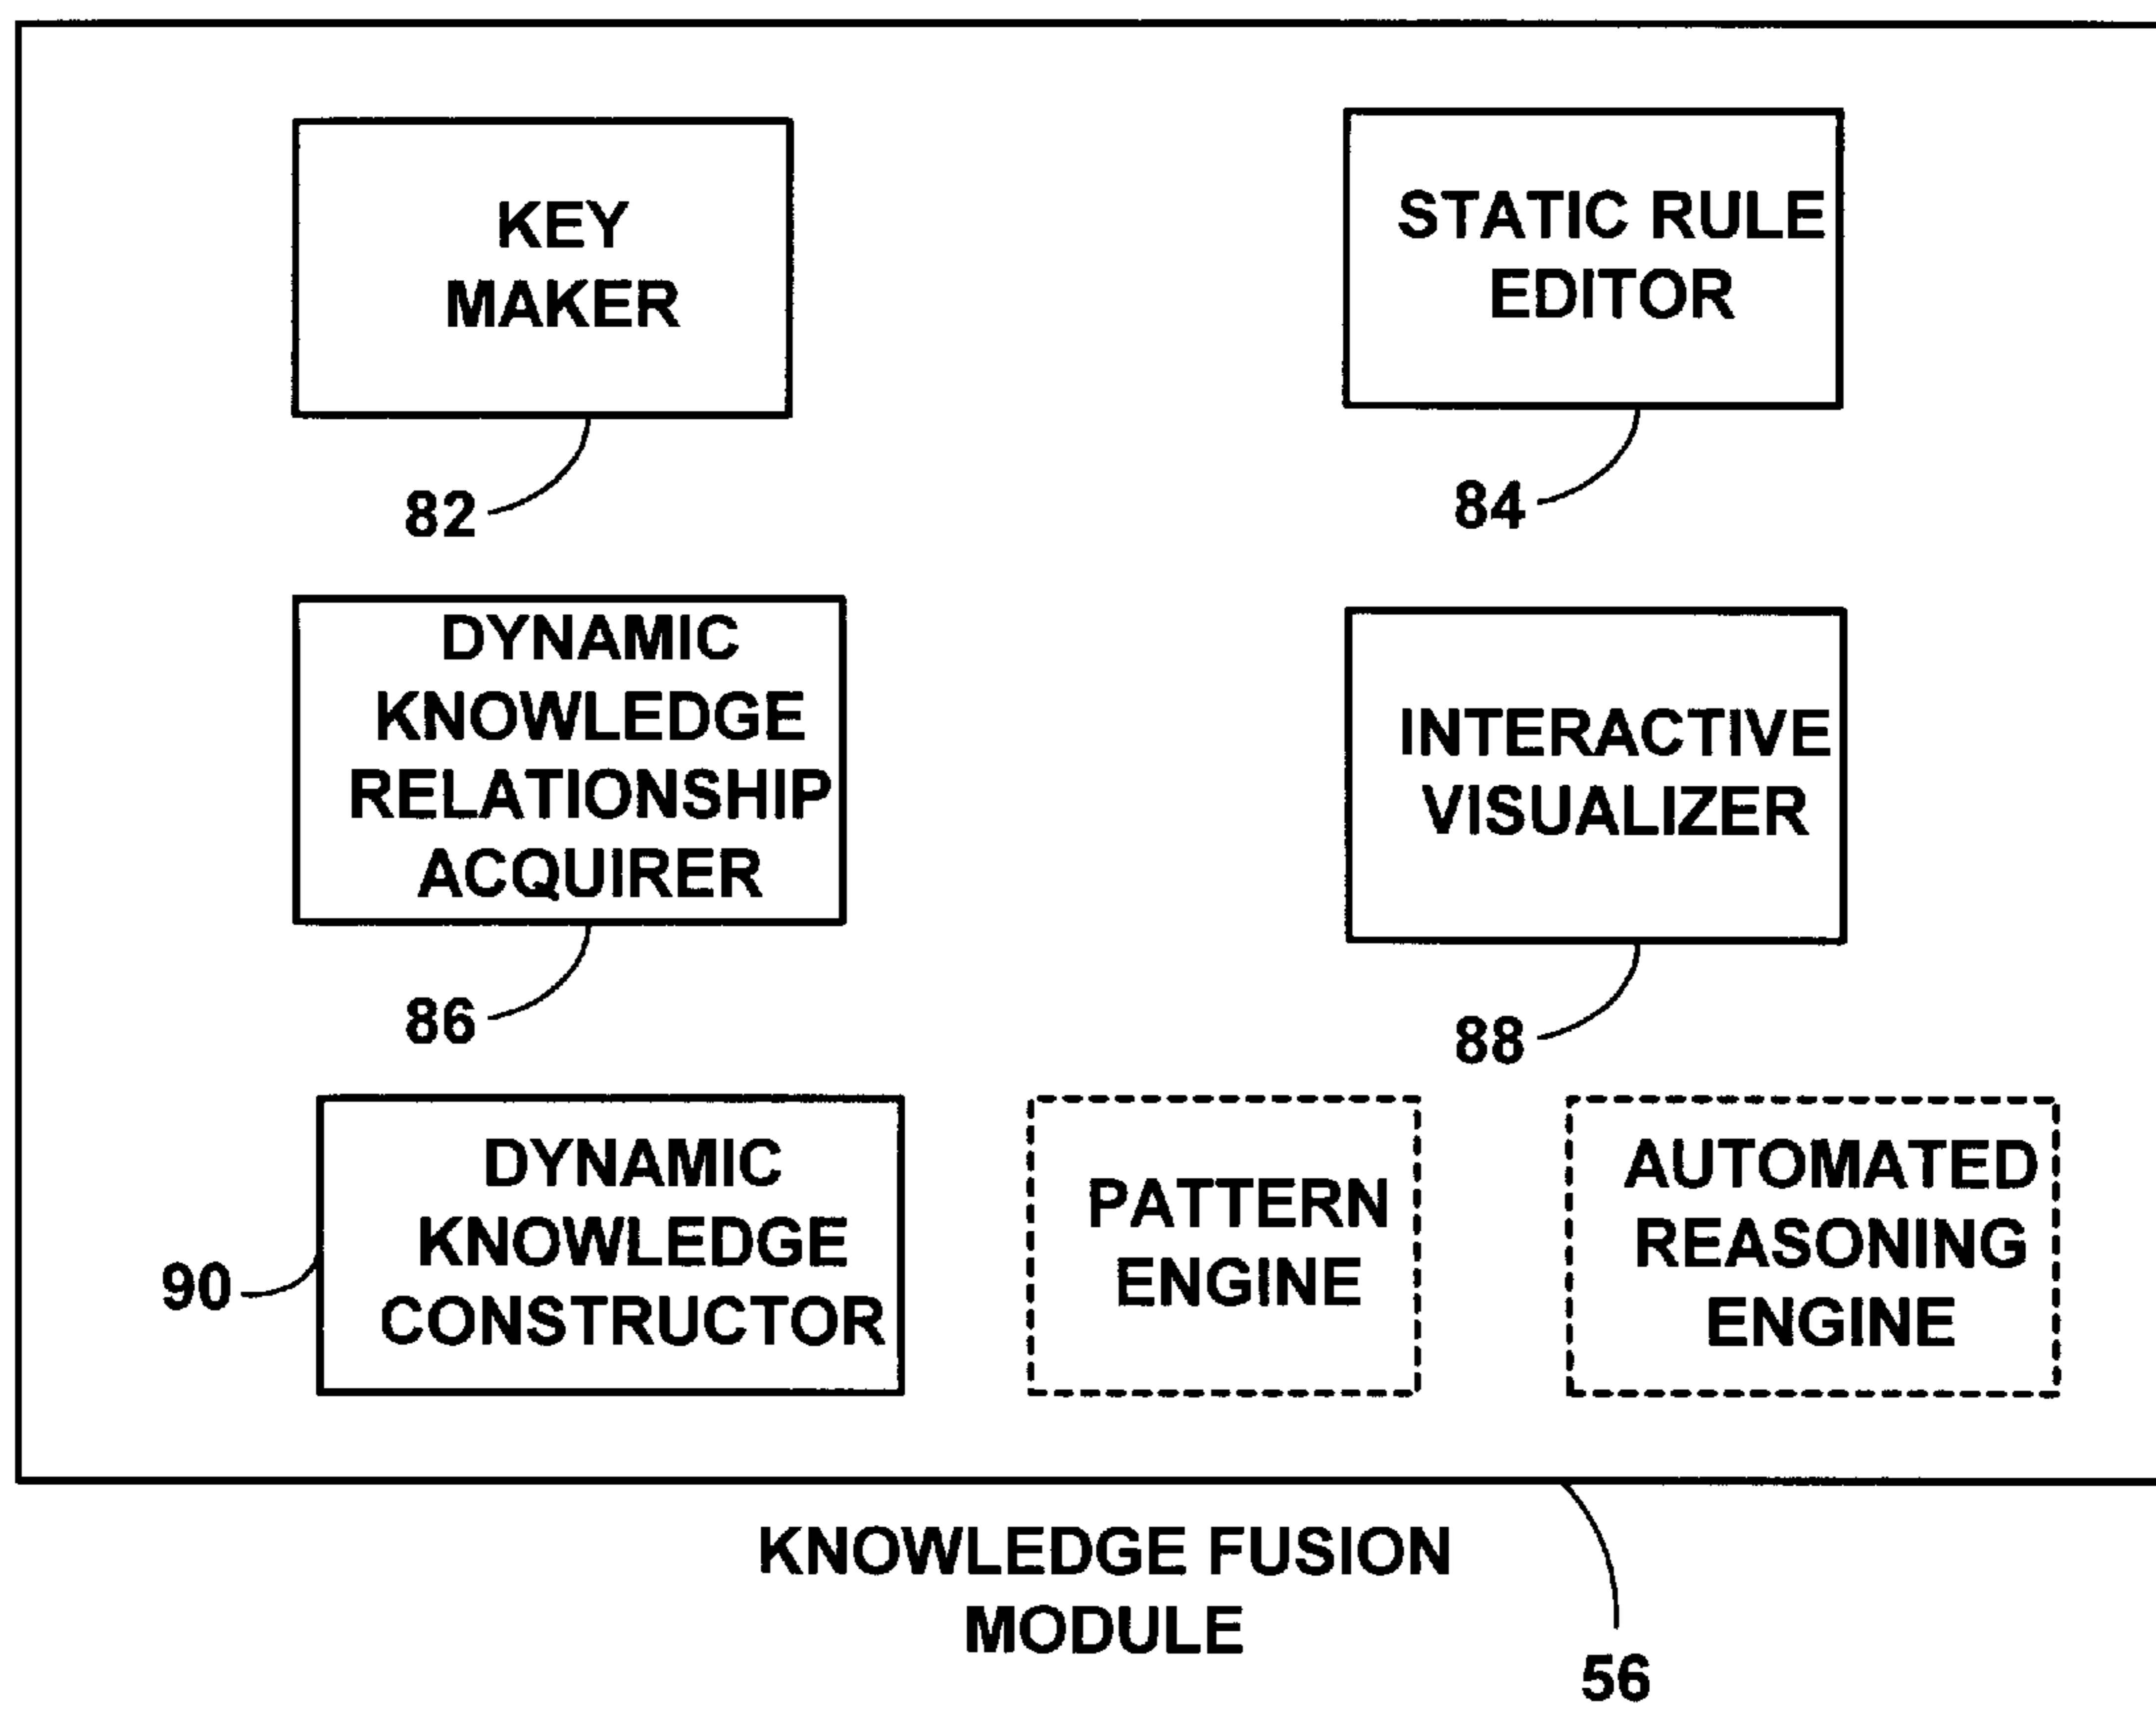 KEY
MAKER
82
STATIC RULE
EDITOR
84
DYNAMIC
KNOWLEDGE
RELATIONSHIP
ACQUIRER
86
INTERACTIVE
VISUALIZER
88
DYNAMIC
KNOWLEDGE
CONSTRUCTOR
90
PATTERN
ENGINE
AUTOMATED
REASONING
ENGINE
KNOWLEDGE FUSION
MODULE
56